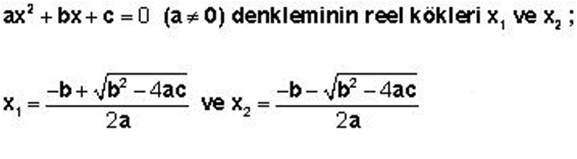 ax² + bx + c = 0 (a ≠ 0) denkleminin reel kökleri x₁ ve x₂ ;
x₁ = (−b + √(b² − 4ac)) / 2a ve x₂ = (−b − √(b² − 4ac)) / 2a